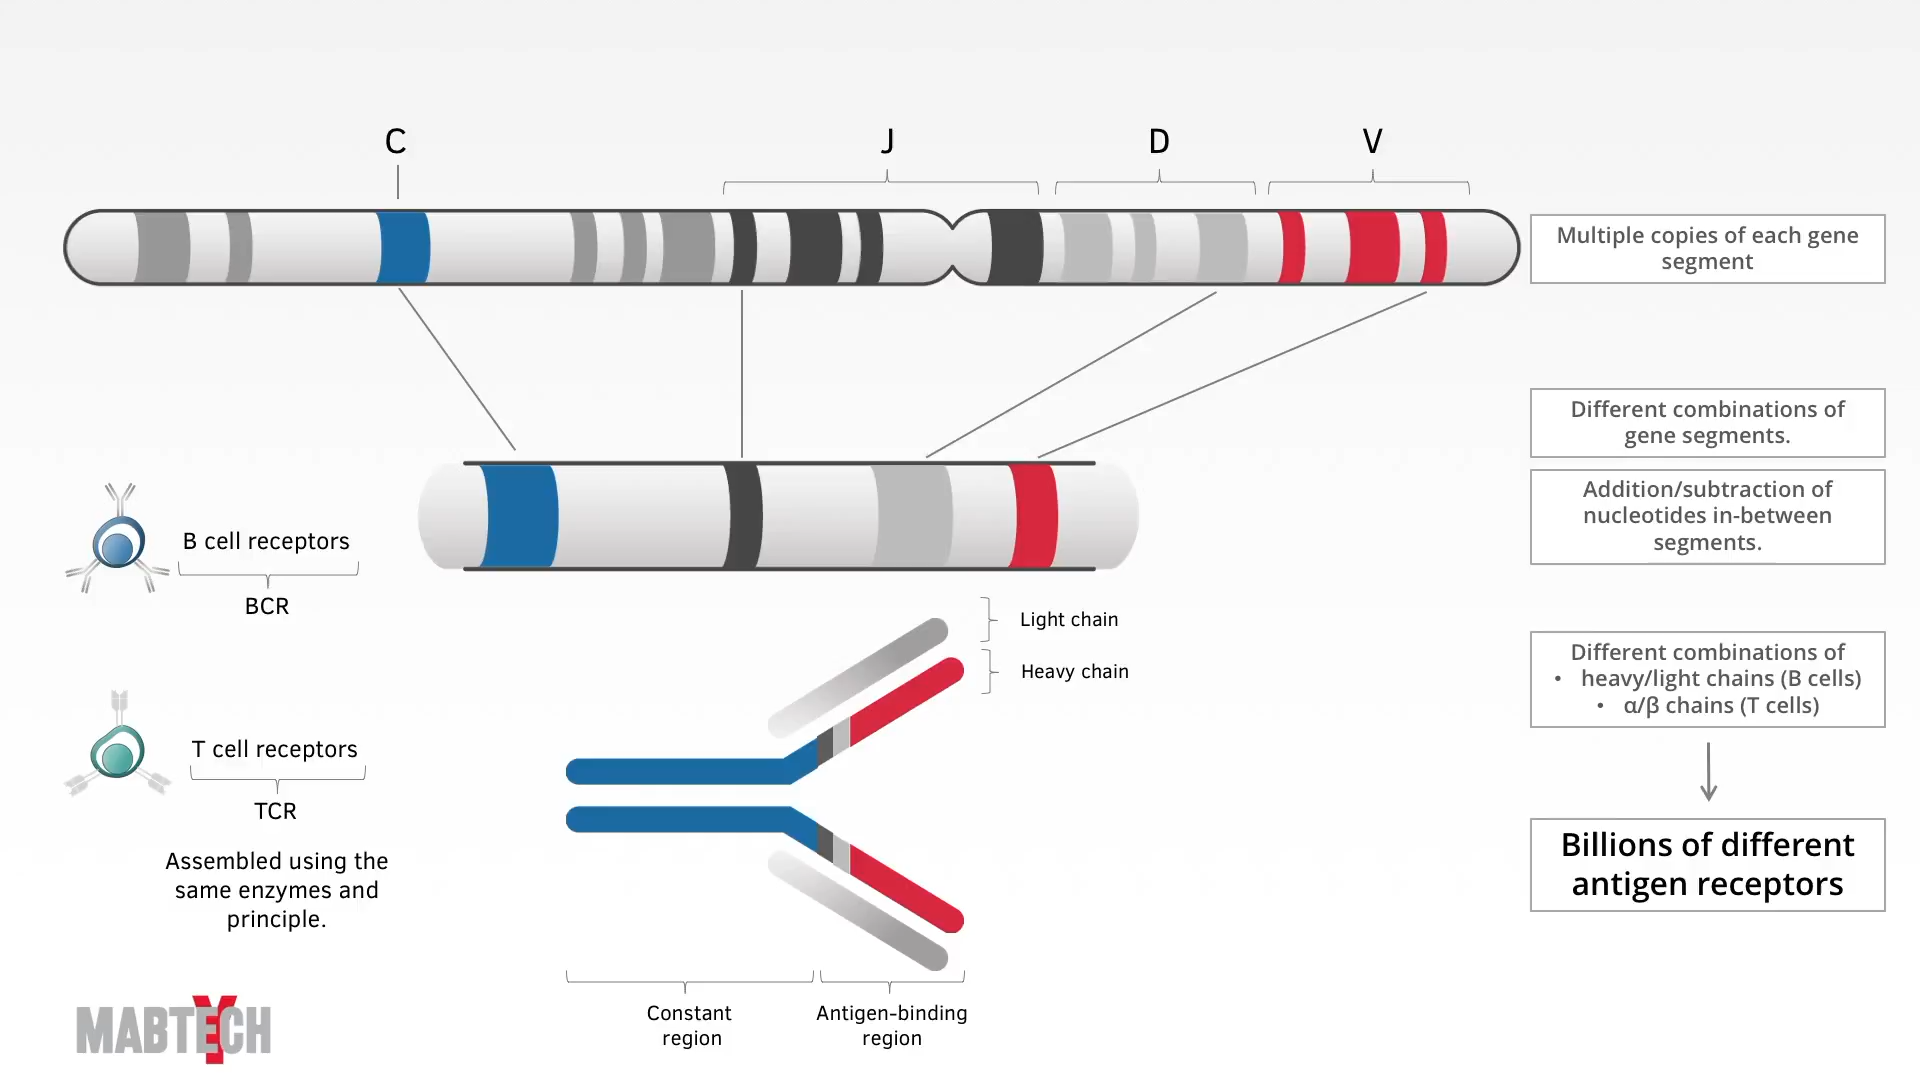 C
J
D
V
Multiple copies of each gene
segment
Different combinations of
gene segments.
Addition/subtraction of
nucleotides in-between
segments.
B cell receptors
BCR
Light chain
Heavy chain
Different combinations of
• heavy/light chains (B cells)
• α/β chains (T cells)
T cell receptors
TCR
Assembled using the
same enzymes and
principle.
Billions of different
antigen receptors
Constant
region
Antigen-binding
region
MABTECH